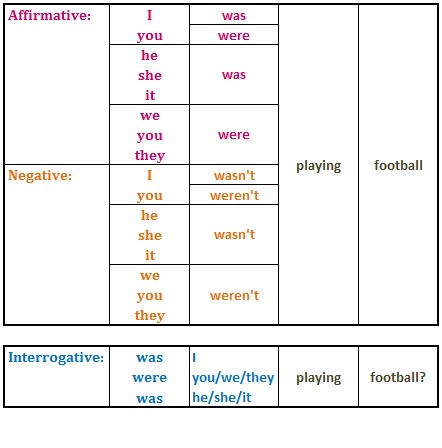 Affirmative: I was
you were
he
she was
it
we
you were
they
playing football
Negative: I wasn't
you weren't
he
she wasn't
it
we
you weren't
they
Interrogative: was I
were you/we/they playing football?
was he/she/it